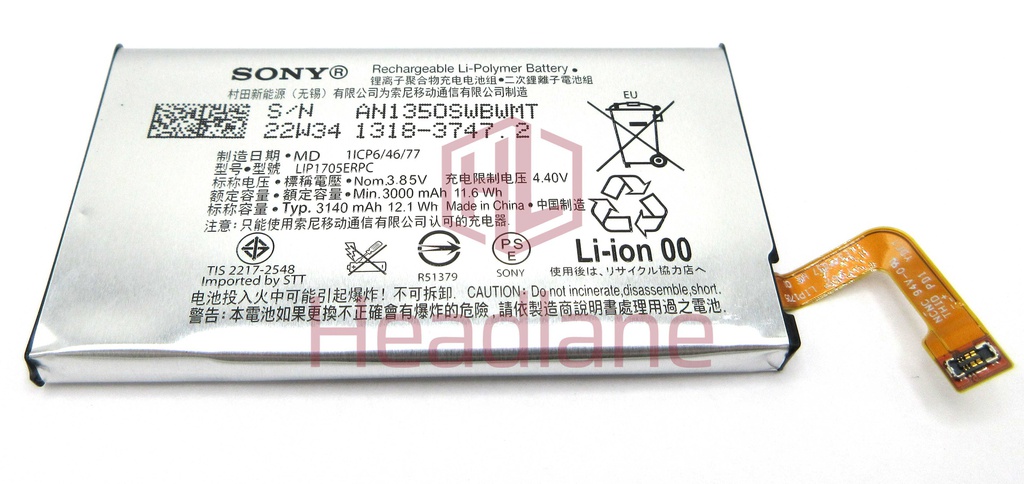 SONY® Rechargeable Li-Polymer Battery
锂离子聚合物充电电池组•二次鋰離子電池組
村田新能源（无锡）有限公司为索尼移动通信有限公司制造
S/N AN1350SWBWMT
22W34 1318-3747.2
制造日期•MD 1ICP6/46/77
型号•型號 LIP1705ERPC
标称电压•標稱電壓•Nom.3.85V 充电限制电压 4.40V
额定容量•額定容量•Min.3000 mAh 11.6 Wh
标称容量•Typ. 3140 mAh 12.1 Wh Made in China•中国制造
注意：只能使用索尼移动通信有限公司认可的充电器.
EU
TIS 2217-2548
Imported by STT
RS1379
PS
E
SONY
Li-ion 00
使用後は、リサイクル協力店へ
电池投入火中可能引起爆炸！不可拆卸. CAUTION: Do not incinerate,disassemble,short.
警告：本電池如果更換不正確會有爆炸的危險，請依製造商說明書處理用過之電池.
HL
Headlane
94V-0